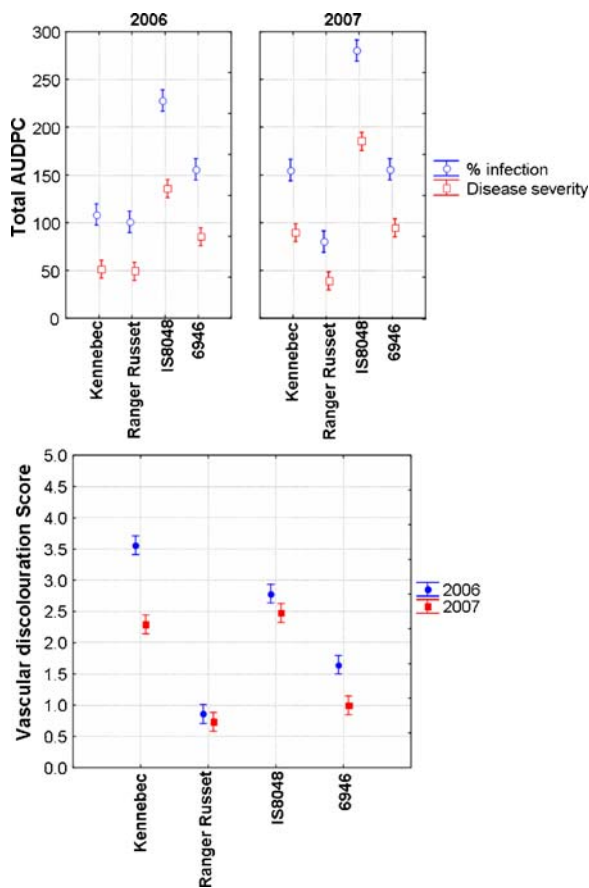 2006
2007
Total AUDPC
300
250
200
150
100
50
0
Kennebec
Ranger Russet
IS8048
6946
Kennebec
Ranger Russet
IS8048
6946
% infection
Disease severity
Vascular discolouration Score
5.0
4.5
4.0
3.5
3.0
2.5
2.0
1.5
1.0
0.5
0.0
Kennebec
Ranger Russet
IS8048
6946
2006
2007